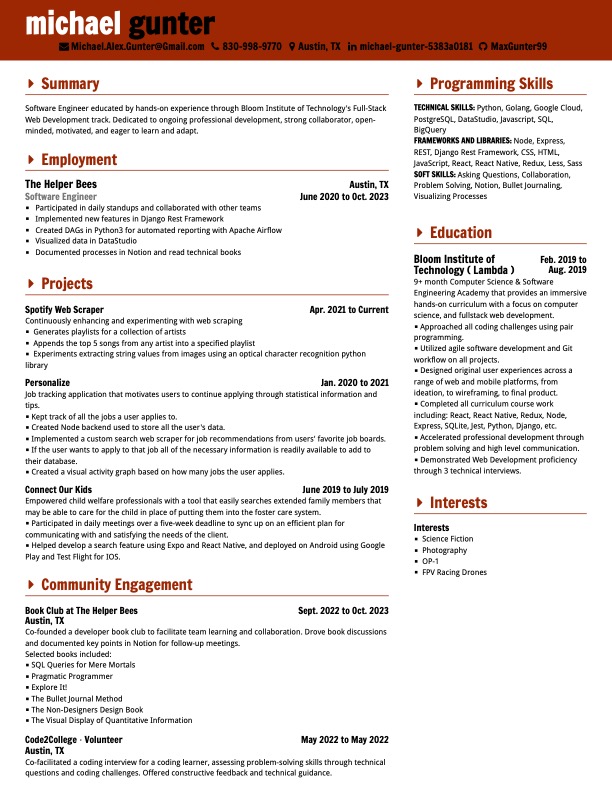 michael gunter
Michael.Alex.Gunter@Gmail.com 830-998-9770 Austin, TX michael-gunter-5383a0181 MaxGunter99
Summary
Software Engineer educated by hands-on experience through Bloom Institute of Technology's Full-Stack
Web Development track. Dedicated to ongoing professional development, strong collaborator, open-
minded, motivated, and eager to learn and adapt.
Employment
The Helper Bees Austin, TX
Software Engineer June 2020 to Oct. 2023
▪ Participated in daily standups and collaborated with other teams
▪ Implemented new features in Django Rest Framework
▪ Created DAGs in Python3 for automated reporting with Apache Airflow
▪ Visualized data in DataStudio
▪ Documented processes in Notion and read technical books
Projects
Spotify Web Scraper Apr. 2021 to Current
Continuously enhancing and experimenting with web scraping
▪ Generates playlists for a collection of artists
▪ Appends the top 5 songs from any artist into a specified playlist
▪ Experiments extracting string values from images using an optical character recognition python
library
Personalize Jan. 2020 to 2021
Job tracking application that motivates users to continue applying through statistical information and
tips.
▪ Kept track of all the jobs a user applies to.
▪ Created Node backend used to store all the user's data.
▪ Implemented a custom search web scraper for job recommendations from users' favorite job boards.
▪ If the user wants to apply to that job all of the necessary information is readily available to add to
their database.
▪ Created a visual activity graph based on how many jobs the user applies.
Connect Our Kids June 2019 to July 2019
Empowered child welfare professionals with a tool that easily searches extended family members that
may be able to care for the child in place of putting them into the foster care system.
▪ Participated in daily meetings over a five-week deadline to sync up on an efficient plan for
communicating with and satisfying the needs of the client.
▪ Helped develop a search feature using Expo and React Native, and deployed on Android using Google
Play and Test Flight for IOS.
Community Engagement
Book Club at The Helper Bees Sept. 2022 to Oct. 2023
Austin, TX
Co-founded a developer book club to facilitate team learning and collaboration. Drove book discussions
and documented key points in Notion for follow-up meetings.
Selected books included:
▪ SQL Queries for Mere Mortals
▪ Pragmatic Programmer
▪ Explore It!
▪ The Bullet Journal Method
▪ The Non-Designers Design Book
▪ The Visual Display of Quantitative Information
Code2College - Volunteer May 2022 to May 2022
Austin, TX
Co-facilitated a coding interview for a coding learner, assessing problem-solving skills through technical
questions and coding challenges. Offered constructive feedback and technical guidance.
Programming Skills
TECHNICAL SKILLS: Python, Golang, Google Cloud,
PostgreSQL, DataStudio, Javascript, SQL,
BigQuery
FRAMEWORKS AND LIBRARIES: Node, Express,
REST, Django Rest Framework, CSS, HTML,
JavaScript, React, React Native, Redux, Less, Sass
SOFT SKILLS: Asking Questions, Collaboration,
Problem Solving, Notion, Bullet Journaling,
Visualizing Processes
Education
Bloom Institute of Feb. 2019 to
Technology ( Lambda ) Aug. 2019
9+ month Computer Science & Software
Engineering Academy that provides an immersive
hands-on curriculum with a focus on computer
science, and fullstack web development.
▪ Approached all coding challenges using pair
programming.
▪ Utilized agile software development and Git
workflow on all projects.
▪ Designed original user experiences across a
range of web and mobile platforms, from
ideation, to wireframing, to final product.
▪ Completed all curriculum course work
including: React, React Native, Redux, Node,
Express, SQLite, Jest, Python, Django, etc.
▪ Accelerated professional development through
problem solving and high level communication.
▪ Demonstrated Web Development proficiency
through 3 technical interviews.
Interests
Interests
▪ Science Fiction
▪ Photography
▪ OP-1
▪ FPV Racing Drones